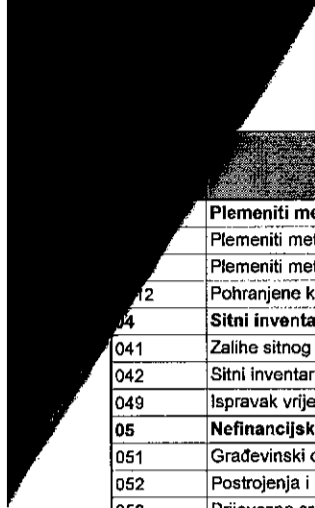 Plemeniti me
Plemeniti met
Plemeniti met
12 Pohranjene k
04 Sitni inventa
041 Zalihe sitnog
042 Sitni inventar
049 Ispravak vrije
05 Nefinancijsk
051 Građevinski o
052 Postrojenja i